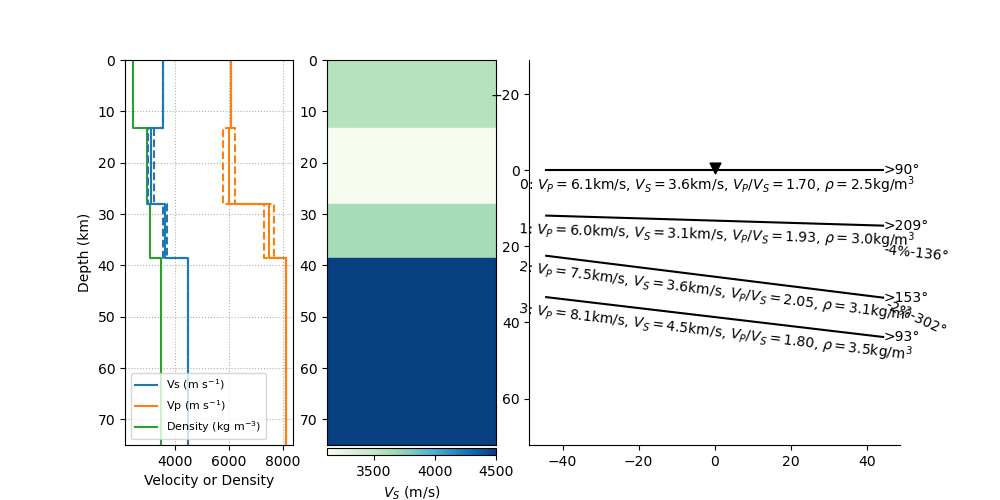 0
10
20
30
40
50
60
70
Depth (km)
4000 6000 8000
Velocity or Density
Vs (m s⁻¹)
Vp (m s⁻¹)
Density (kg m⁻³)
0
10
20
30
40
50
60
70
3500 4000 4500
V_S (m/s)
−20
0
20
40
60
−40 −20 0 20 40
>90°
0: V_P = 6.1km/s, V_S = 3.6km/s, V_P/V_S = 1.70, ρ = 2.5kg/m³
>209°
1: V_P = 6.0km/s, V_S = 3.1km/s, V_P/V_S = 1.93, ρ = 3.0kg/m³
-4%-136°
2: V_P = 7.5km/s, V_S = 3.6km/s, V_P/V_S = 2.05, ρ = 3.1kg/m³
>153°
-2%-302°
3: V_P = 8.1km/s, V_S = 4.5km/s, V_P/V_S = 1.80, ρ = 3.5kg/m³
>93°